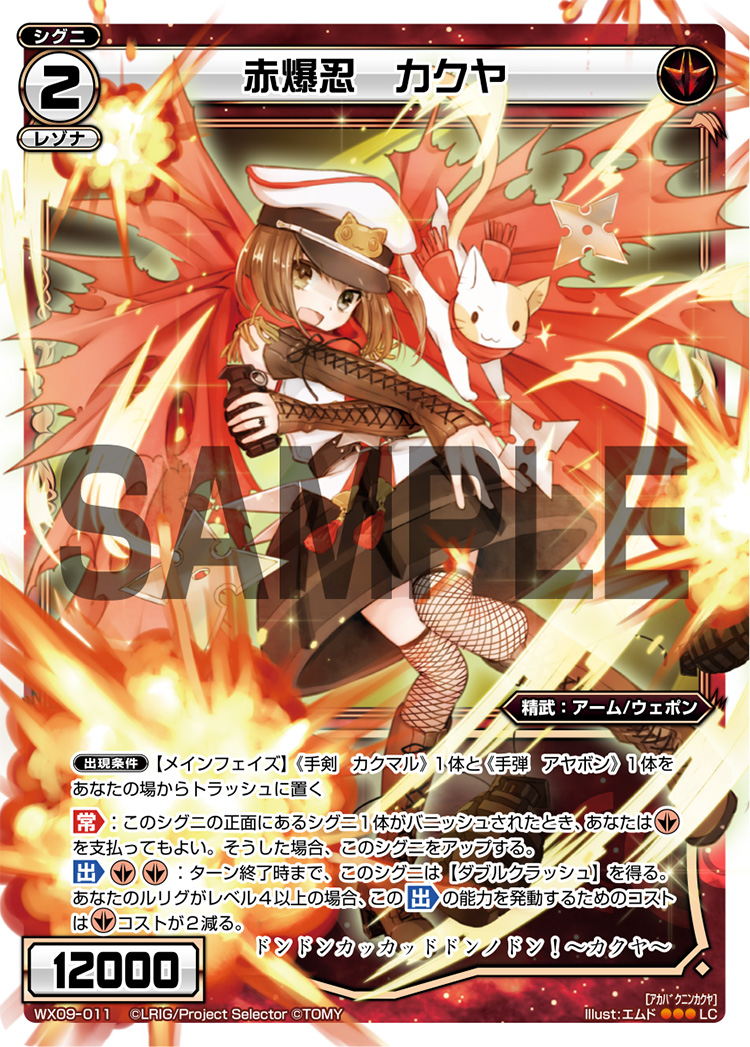 シグニ
2
レゾナ
赤爆忍　カクヤ
SAMPLE
精武：アーム/ウェポン
出現条件【メインフェイズ】《手剣　カクマル》１体と《手弾　アヤボン》１体を
あなたの場からトラッシュに置く
常：このシグニの正面にあるシグニ１体がバニッシュされたとき、あなたは
を支払ってもよい。そうした場合、このシグニをアップする。
出：ターン終了時まで、このシグニは【ダブルクラッシュ】を得る。
あなたのルリグがレベル４以上の場合、この出の能力を発動するためのコスト
はコストが２減る。
ドンドンカッカッドドンノドン！～カクヤ～
12000
[アカバクニンカクヤ]
WX09-011 ©LRIG/Project Selector ©TOMY
illust:エムド LC